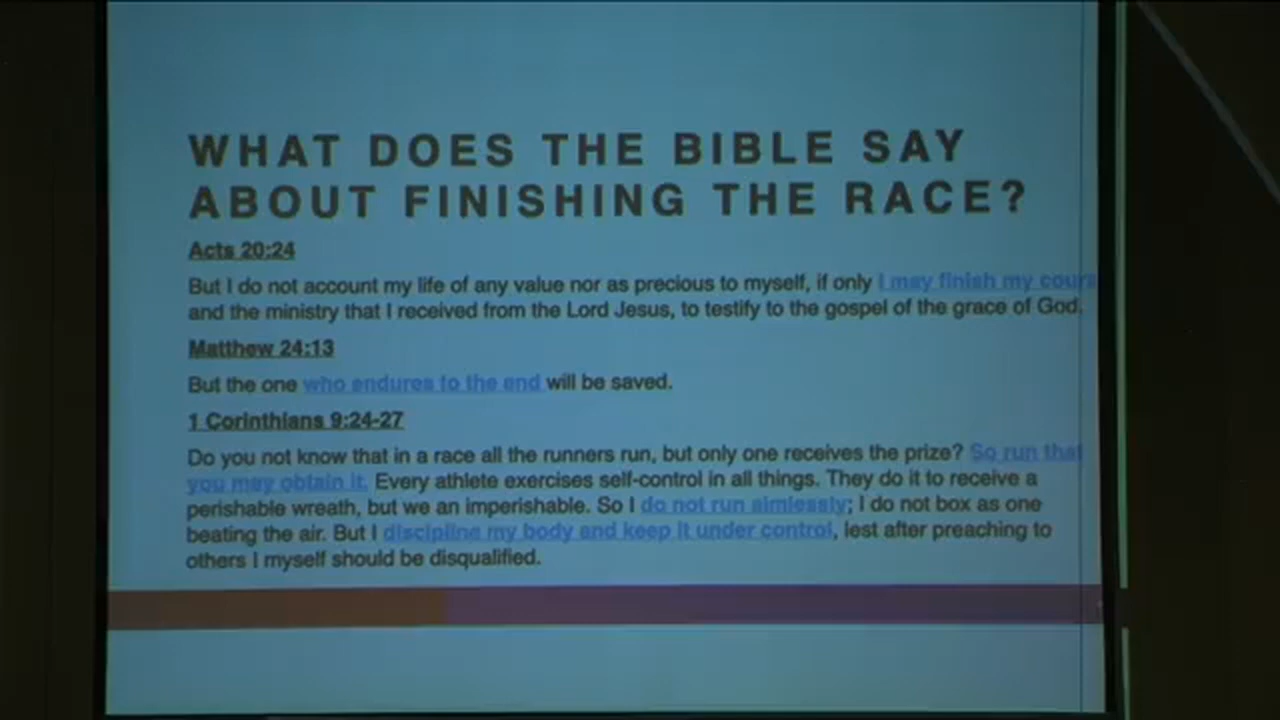 WHAT DOES THE BIBLE SAY
ABOUT FINISHING THE RACE?
Acts 20:24
But I do not account my life of any value nor as precious to myself, if only I may finish my cours
and the ministry that I received from the Lord Jesus, to testify to the gospel of the grace of God.
Matthew 24:13
But the one who endures to the end will be saved.
1 Corinthians 9:24-27
Do you not know that in a race all the runners run, but only one receives the prize? So run that
you may obtain it. Every athlete exercises self-control in all things. They do it to receive a
perishable wreath, but we an imperishable. So I do not run aimlessly; I do not box as one
beating the air. But I discipline my body and keep it under control, lest after preaching to
others I myself should be disqualified.